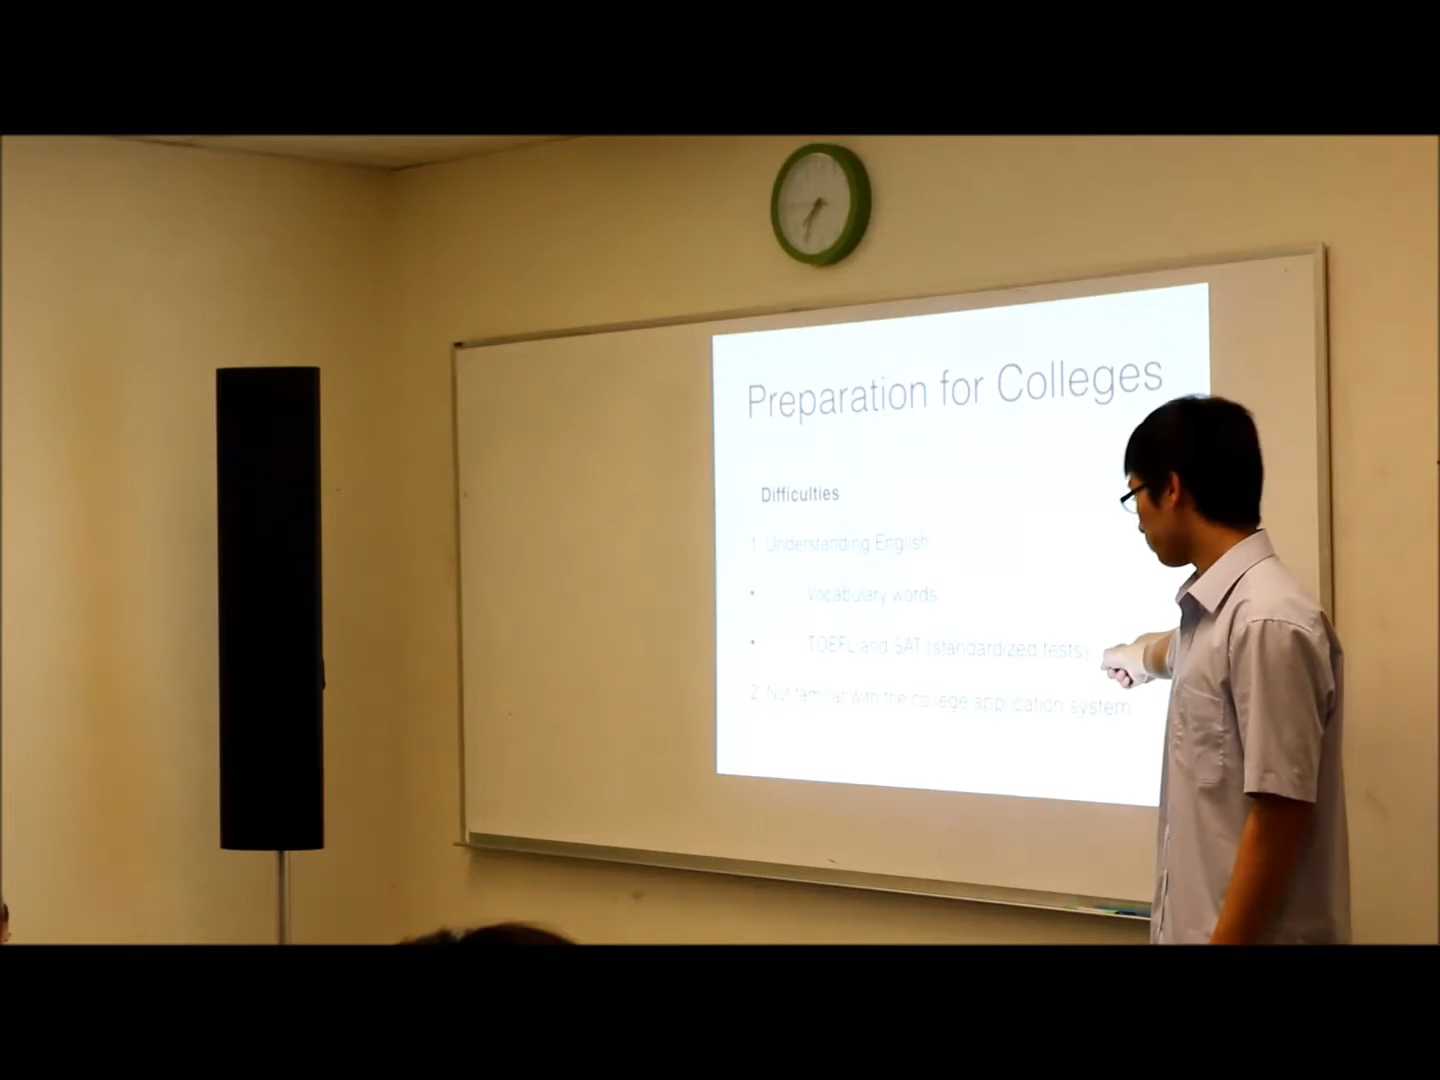 Preparation for Colleges
Difficulties
1. Understanding English
• Vocabulary words
• TOEFL and SAT (standardized tests)
2. Not familiar with the college application system